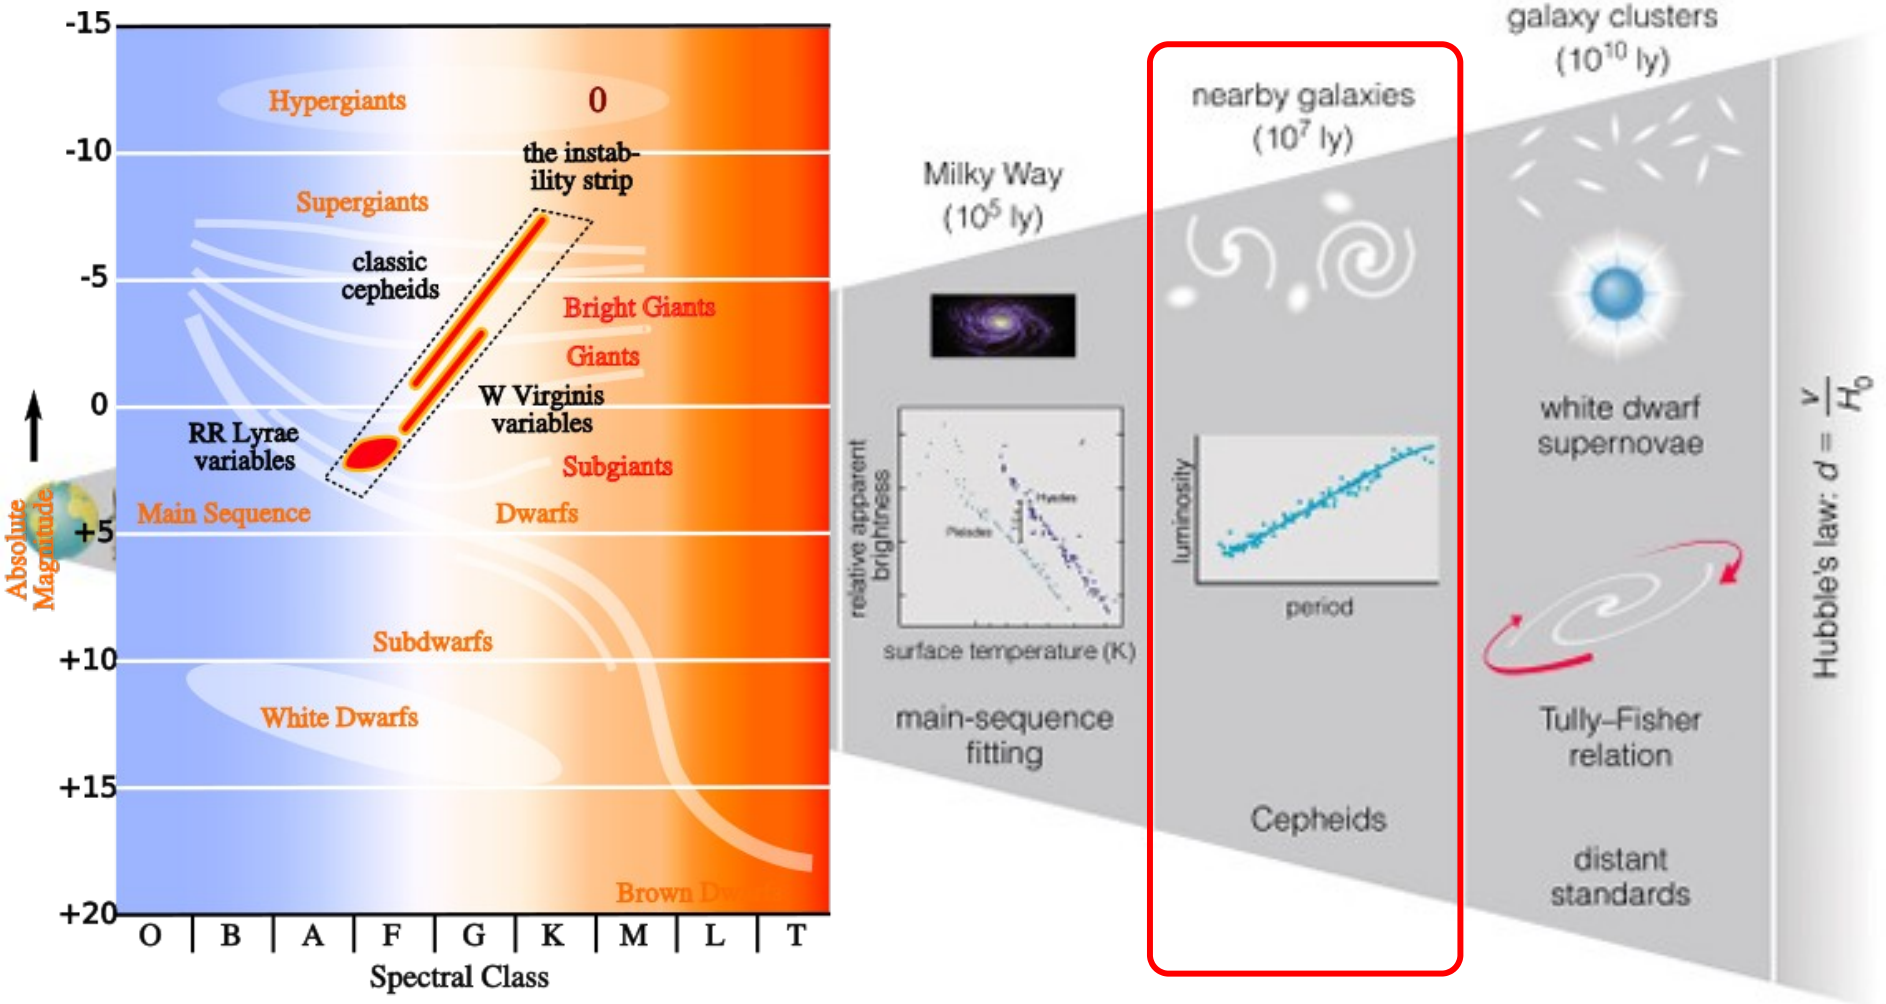 -15
-10
-5
0
+5
+10
+15
+20
Absolute
Magnitude
Hypergiants
0
the instab-
ility strip
Supergiants
classic
cepheids
Bright Giants
Giants
W Virginis
variables
RR Lyrae
variables
Subgiants
Main Sequence
Dwarfs
Subdwarfs
White Dwarfs
Brown Dwarfs
O B A F G K M L T
Spectral Class
Milky Way
(10⁵ ly)
relative apparent
brightness
Hyades
Pleiades
surface temperature (K)
main-sequence
fitting
nearby galaxies
(10⁷ ly)
luminosity
period
Cepheids
galaxy clusters
(10¹⁰ ly)
white dwarf
supernovae
Tully–Fisher
relation
distant
standards
Hubble's law: d = v/H₀